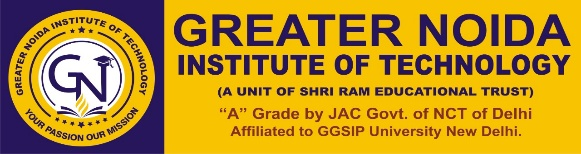 GREATER NOIDA INSTITUTE OF TECHNOLOGY
GN
YOUR PASSION OUR MISSION
GREATER NOIDA
INSTITUTE OF TECHNOLOGY
(A UNIT OF SHRI RAM EDUCATIONAL TRUST)
“A” Grade by JAC Govt. of NCT of Delhi
Affiliated to GGSIP University New Delhi.